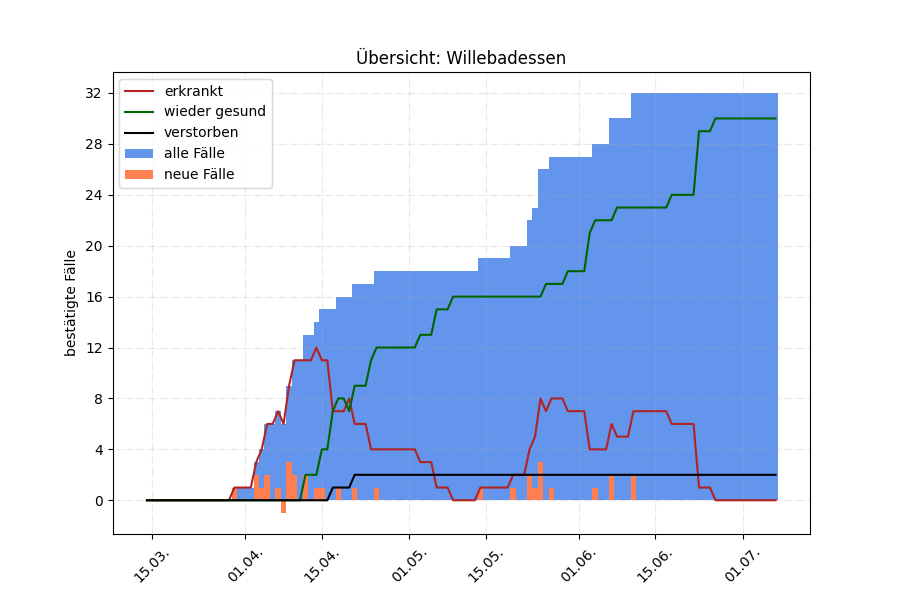 Übersicht: Willebadessen
erkrankt
wieder gesund
verstorben
alle Fälle
neue Fälle
bestätigte Fälle
32
28
24
20
16
12
8
4
0
15.03.
01.04.
15.04.
01.05.
15.05.
01.06.
15.06.
01.07.